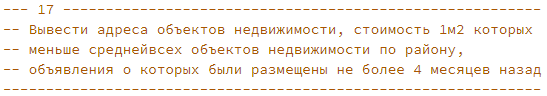 --- 17 ----------------------------------------------
-- Вывести адреса объектов недвижимости, стоимость 1м2 которых
-- меньше среднейвсех объектов недвижимости по району,
-- объявления о которых были размещены не более 4 месяцев назад
-----------------------------------------------------